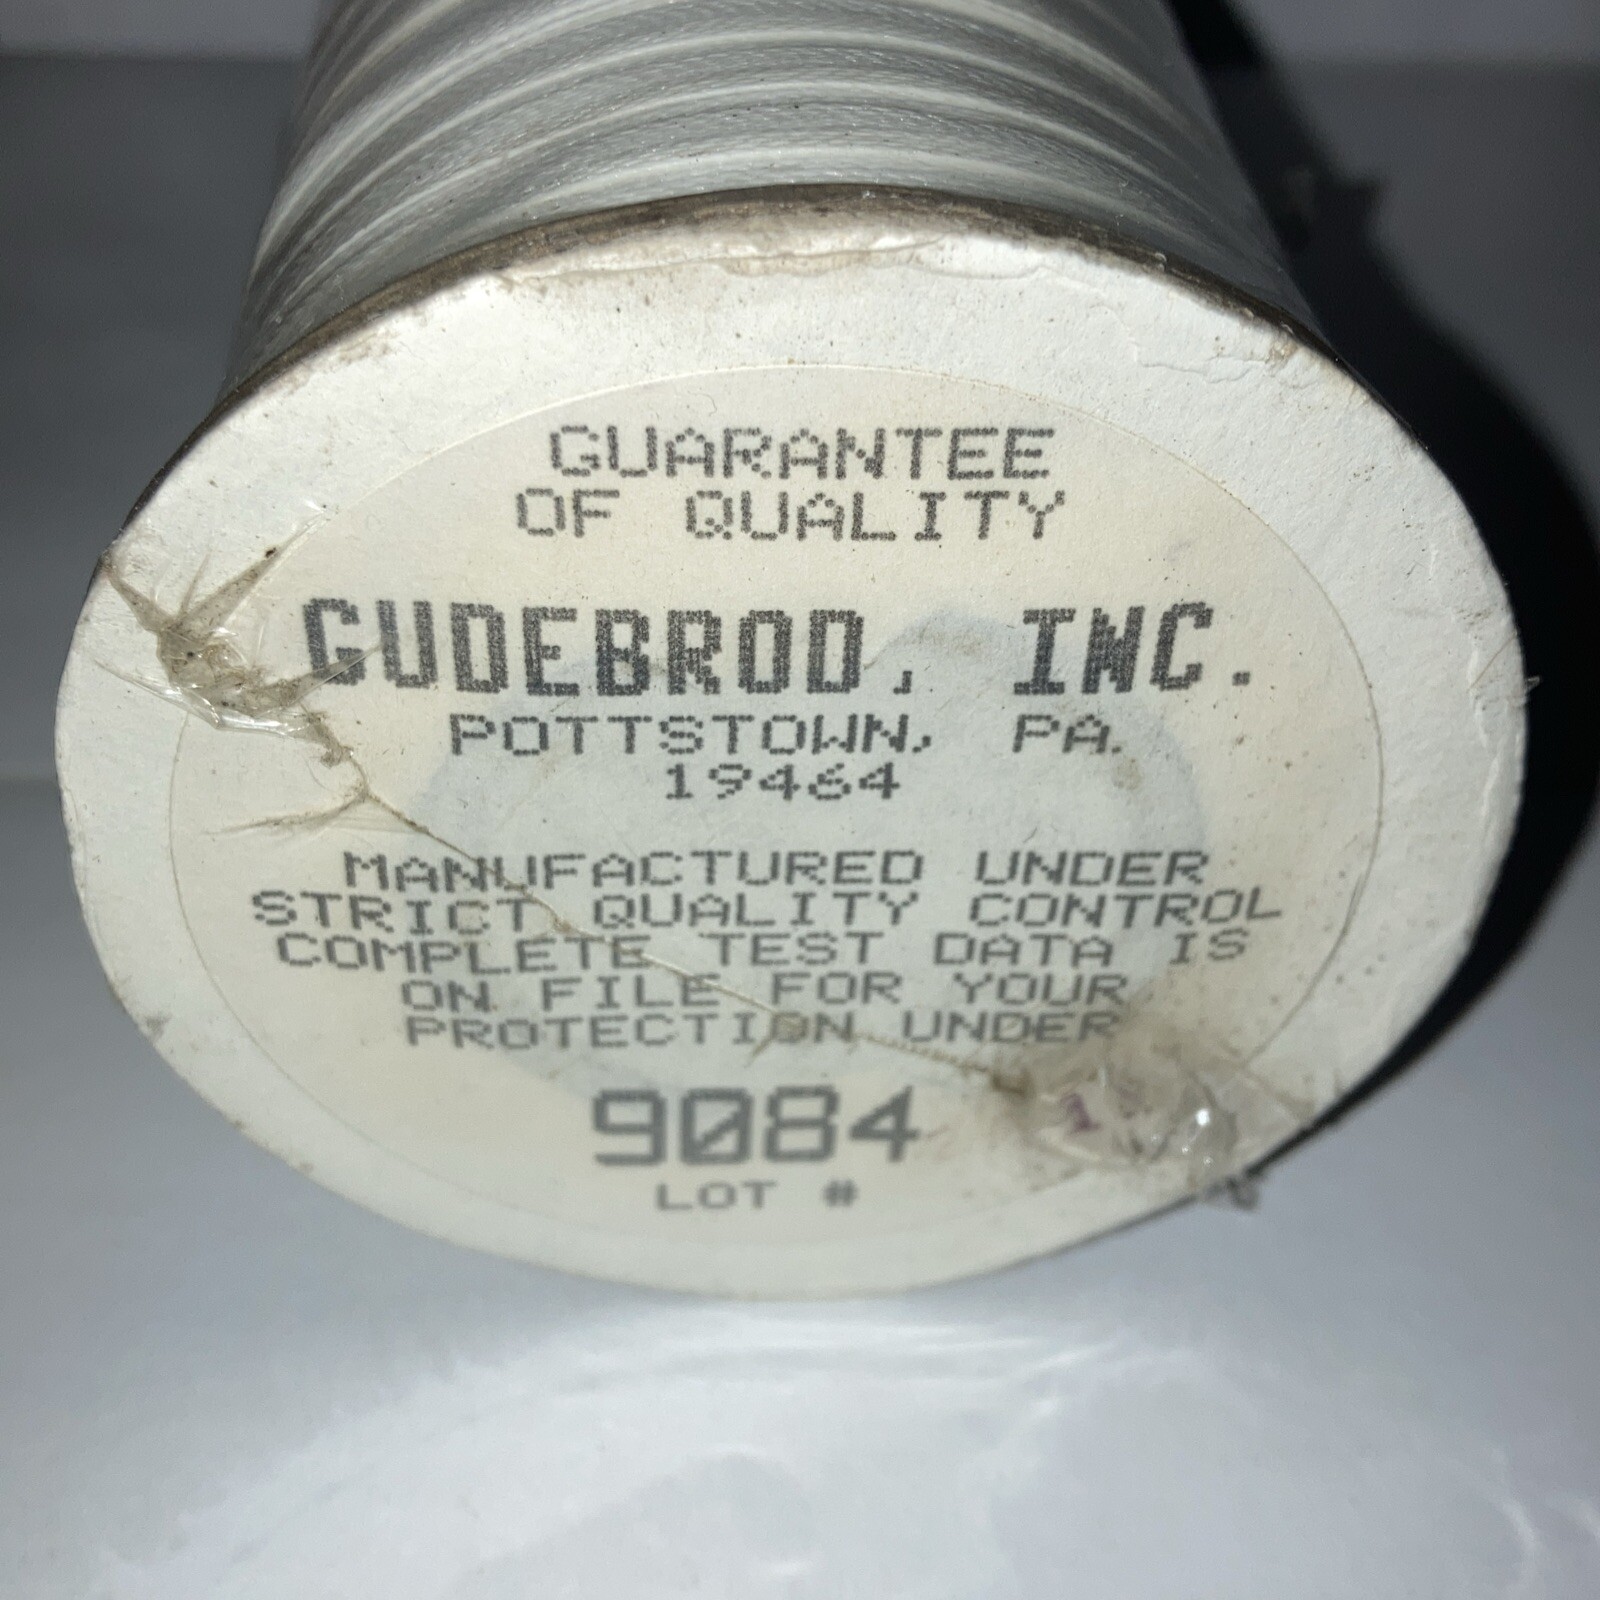 GUARANTEE
OF QUALITY
GUDEBROD, INC.
POTTSTOWN, PA.
19464
MANUFACTURED UNDER
STRICT QUALITY CONTROL
COMPLETE TEST DATA IS
ON FILE FOR YOUR
PROTECTION UNDER
9084
LOT #